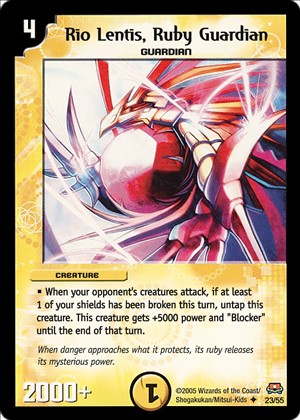 4
Rio Lentis, Ruby Guardian
GUARDIAN
CREATURE
▪ When your opponent's creatures attack, if at least
1 of your shields has been broken this turn, untap this
creature. This creature gets +5000 power and "Blocker"
until the end of that turn.
When danger approaches what it protects, its ruby releases
its mysterious power.
2000+
1
©2005 Wizards of the Coast/
Shogakukan/Mitsui-Kids ✦ 23/55